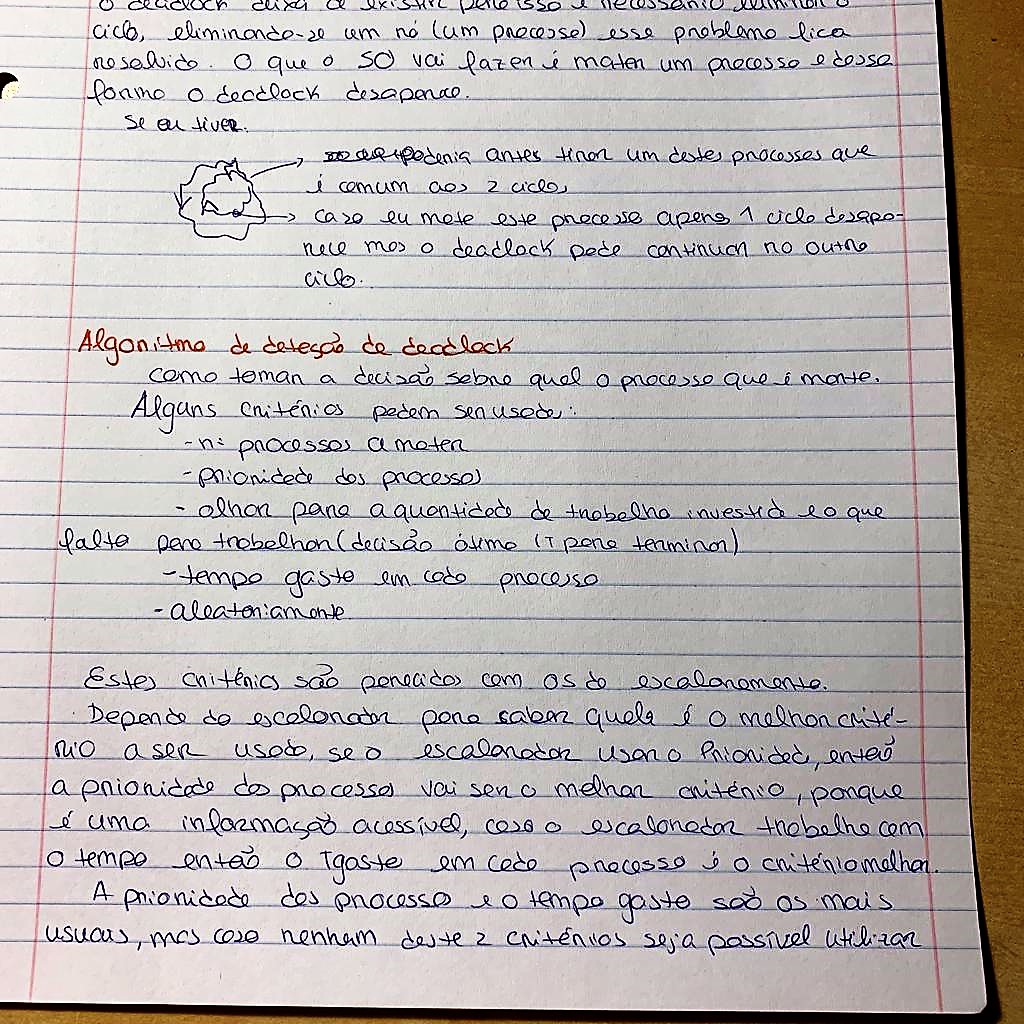 O deadlock deixa de existir para isso é necessário eliminar o
ciclo, eliminando-se um nó (um processo) esse problema fica
resolvido. O que o SO vai fazer é matar um processo e dessa
forma o deadlock desaparece.
Se eu tiver.
poderia antes tirar um destes processos que
é comum aos 2 ciclos
caso eu mate este processo apenas 1 ciclo desapa-
rece mas o deadlock pode continuar no outro
ciclo.
Algoritmo de deteção de deadlock
como tomar a decisão sobre qual o processo que é morto.
Alguns critérios podem ser usados:
- nº processos a matar
- prioridade dos processos
- olhar para a quantidade de trabalho investido e o que
falta para trabalhar (decisão ótima (T para terminar)
- tempo gasto em cada processo
- aleatoriamente
Estes critérios são parecidos com os do escalonamento.
Depende do escalonador para saber qual é o melhor crité-
rio a ser usado, se o escalonador usar o Prioridad, então
a prioridade dos processos vai ser o melhor critério, porque
é uma informação acessível, caso o escalonador trabalhe com
o tempo então o Tgasto em cada processo é o critério melhor.
A prioridade dos processos e o tempo gasto são os mais
usuais, mas caso nenham deste 2 critérios seja possível utilizar